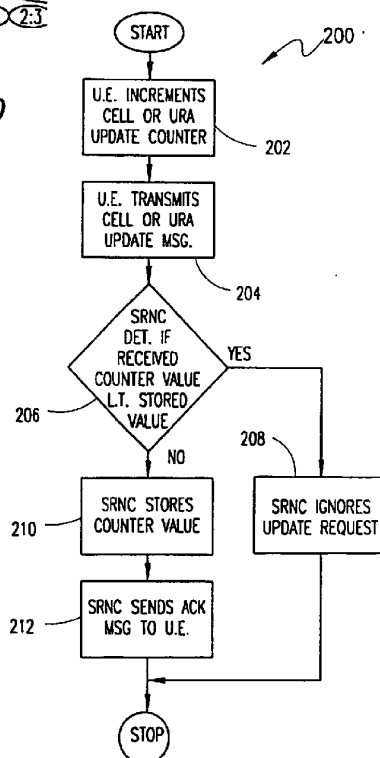 2:3
START
200
U.E. INCREMENTS
CELL OR URA
UPDATE COUNTER
202
U.E. TRANSMITS
CELL OR URA
UPDATE MSG.
204
SRNC
DET. IF
RECEIVED
COUNTER VALUE
L.T. STORED
VALUE
YES
206
NO
208
SRNC STORES
COUNTER VALUE
210
SRNC IGNORES
UPDATE REQUEST
SRNC SENDS ACK
MSG TO U.E.
212
STOP